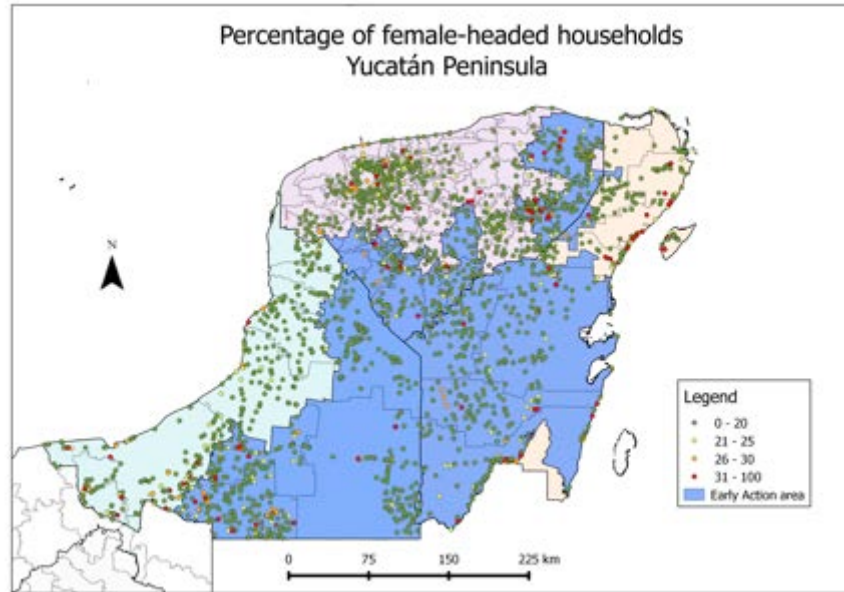 Percentage of female-headed households
Yucatán Peninsula
N
Legend
0 - 20
21 - 25
26 - 30
31 - 100
Early Action area
0
75
150
225 km